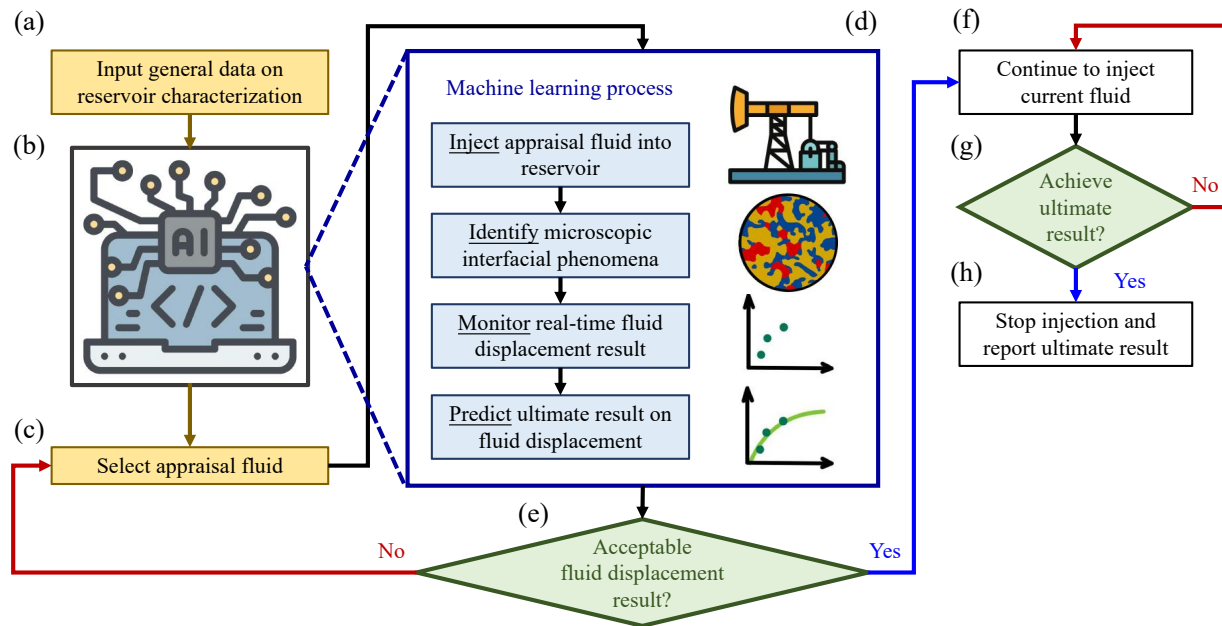 (a)
Input general data on
reservoir characterization
(b)
AI
</>
(c)
Select appraisal fluid
(d)
Machine learning process
Inject appraisal fluid into
reservoir
Identify microscopic
interfacial phenomena
Monitor real-time fluid
displacement result
Predict ultimate result on
fluid displacement
(e)
Acceptable
fluid displacement
result?
No
Yes
(f)
Continue to inject
current fluid
(g)
Achieve
ultimate
result?
No
Yes
(h)
Stop injection and
report ultimate result